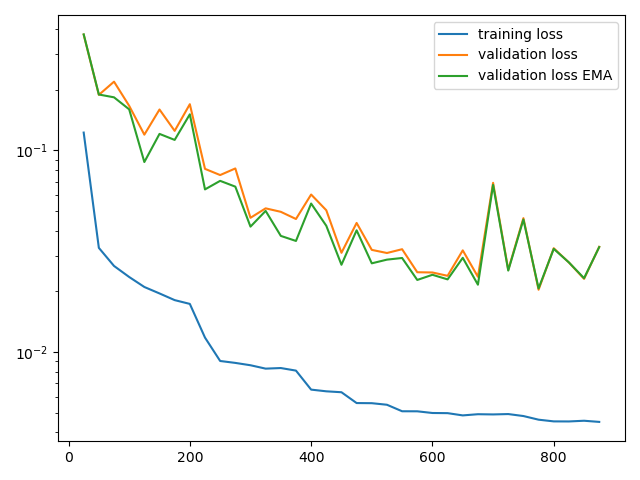 training loss
validation loss
validation loss EMA
10⁻¹
10⁻²
0 200 400 600 800